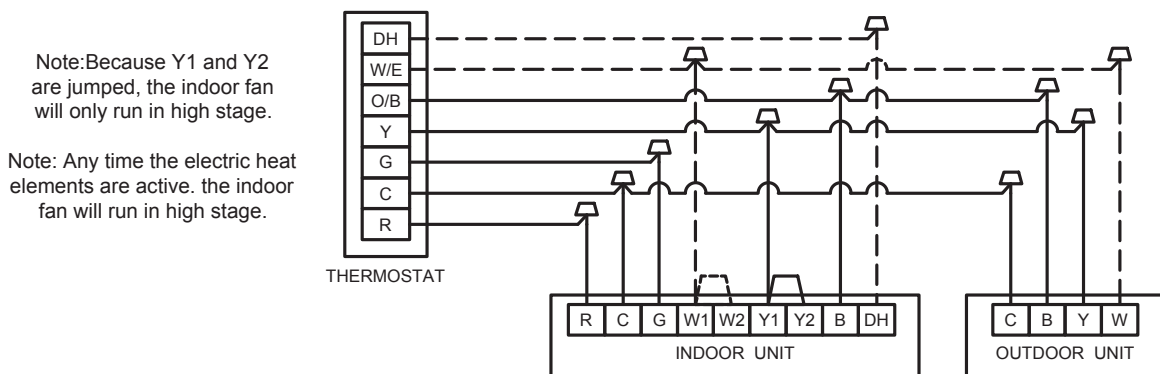 Note:Because Y1 and Y2
are jumped, the indoor fan
will only run in high stage.
Note: Any time the electric heat
elements are active. the indoor
fan will run in high stage.
DH
W/E
O/B
Y
G
C
R
THERMOSTAT
R C G W1 W2 Y1 Y2 B DH
INDOOR UNIT
C B Y W
OUTDOOR UNIT